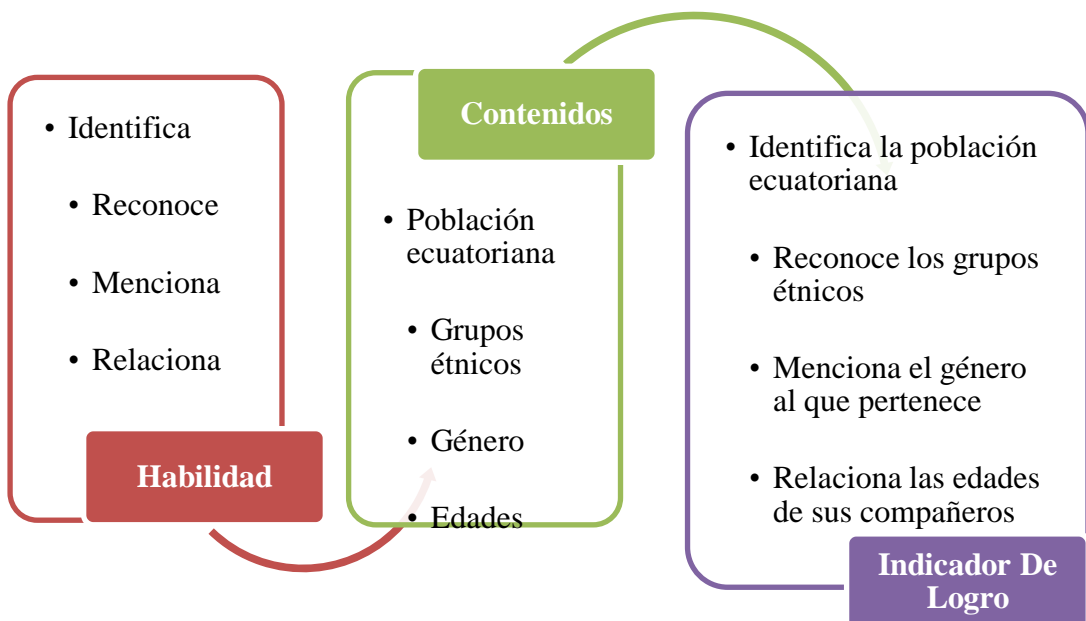 • Identifica
• Reconoce
• Menciona
• Relaciona
Habilidad
Contenidos
• Población
ecuatoriana
• Grupos
étnicos
• Género
• Edades
• Identifica la población
ecuatoriana
• Reconoce los grupos
étnicos
• Menciona el género
al que pertenece
• Relaciona las edades
de sus compañeros
Indicador De
Logro